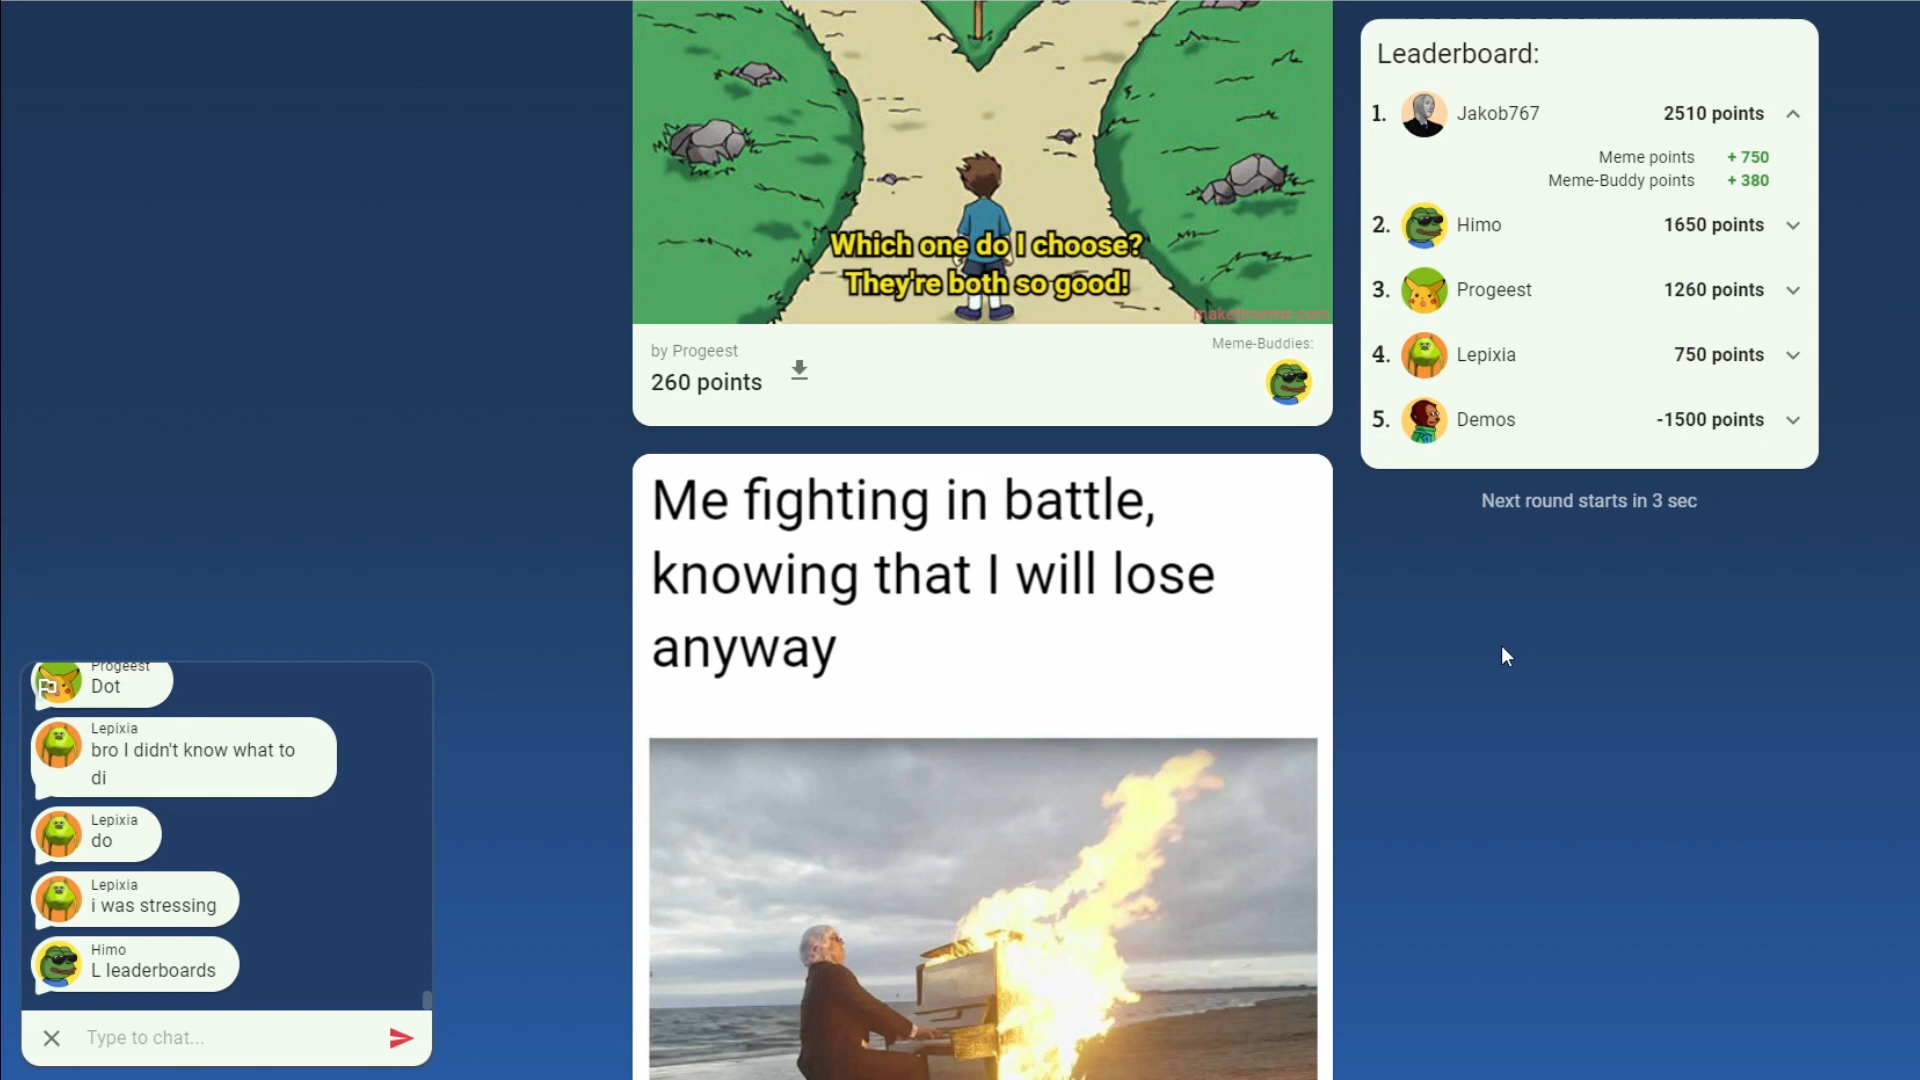 Which one do I choose?
They're both so good!
makeitmeme.com
by Progeest
260 points
Meme-Buddies:
Me fighting in battle,
knowing that I will lose
anyway
Leaderboard:
1. Jakob767 2510 points
Meme points + 750
Meme-Buddy points + 380
2. Himo 1650 points
3. Progeest 1260 points
4. Lepixia 750 points
5. Demos -1500 points
Next round starts in 3 sec
Progeest
Dot
Lepixia
bro I didn't know what to
di
Lepixia
do
Lepixia
i was stressing
Himo
L leaderboards
Type to chat...